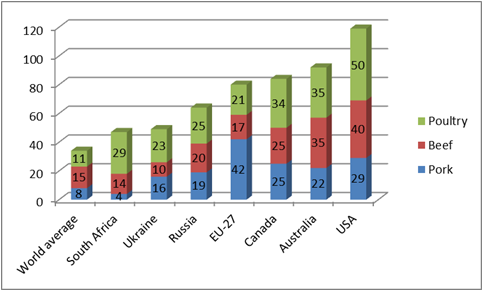 120
100
80
60
40
20
0
11
15
8
29
14
4
23
10
16
25
20
19
21
17
42
34
25
25
35
35
22
50
40
29
Poultry
Beef
Pork
World average
South Africa
Ukraine
Russia
EU-27
Canada
Australia
USA